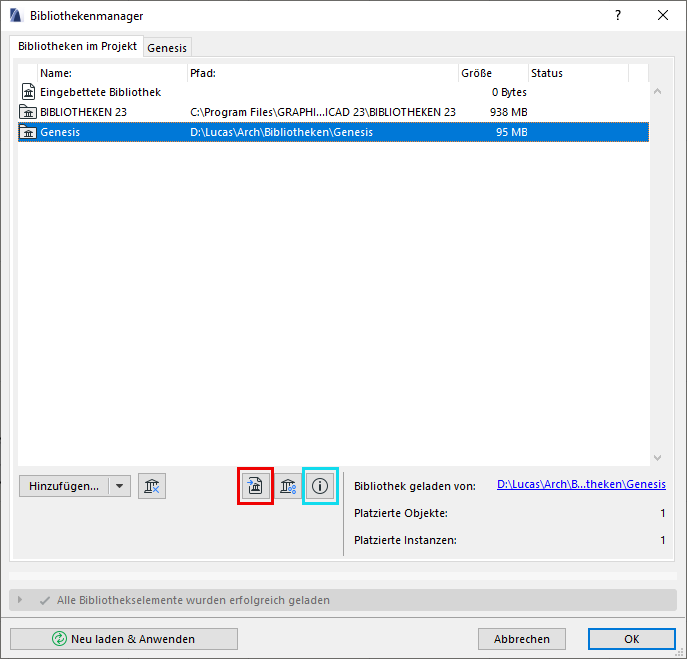 Bibliothekenmanager
?
Bibliotheken im Projekt Genesis
Name: Pfad: Größe Status
Eingebettete Bibliothek 0 Bytes
BIBLIOTHEKEN 23 C:\Program Files\GRAPHI...ICAD 23\BIBLIOTHEKEN 23 938 MB
Genesis D:\Lucas\Arch\Bibliotheken\Genesis 95 MB
Hinzufügen...
Bibliothek geladen von: D:\Lucas\Arch\B...theken\Genesis
Platzierte Objekte: 1
Platzierte Instanzen: 1
Alle Bibliothekselemente wurden erfolgreich geladen
Neu laden & Anwenden Abbrechen OK